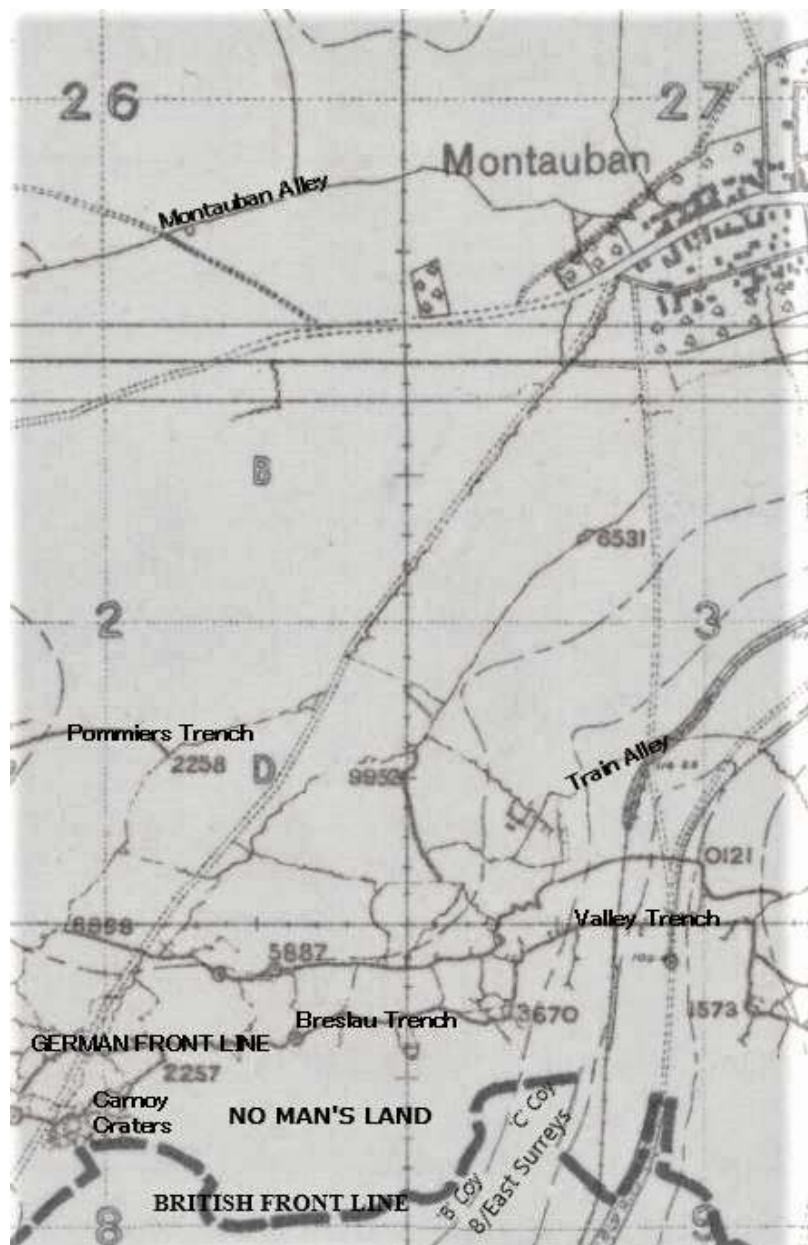 26
27
Montauban
Montauban Alley
B
6531
2
3
Pommiers Trench
2258
D
9952
Train Alley
0121
6898
Valley Trench
5887
Breslau Trench
3670
1573
GERMAN FRONT LINE
2257
Carnoy
Craters
NO MAN'S LAND
'C' Coy
'B' Coy
8/East Surreys
BRITISH FRONT LINE
8
9